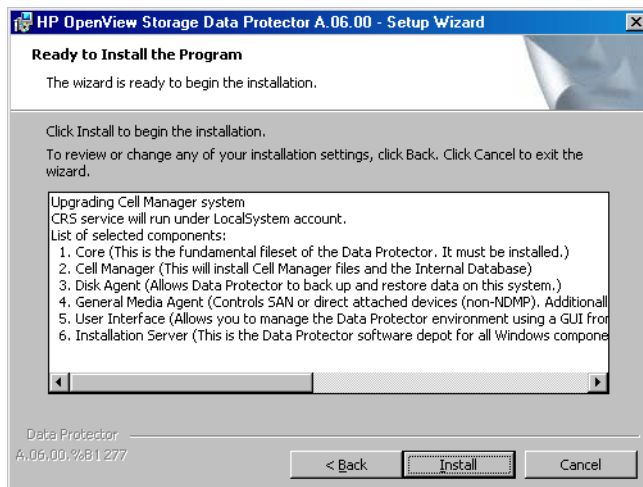 HP OpenView Storage Data Protector A.06.00 - Setup Wizard
Ready to Install the Program
The wizard is ready to begin the installation.
Click Install to begin the installation.
To review or change any of your installation settings, click Back. Click Cancel to exit the
wizard.
Upgrading Cell Manager system
CRS service will run under LocalSystem account.
List of selected components:
1. Core (This is the fundamental fileset of the Data Protector. It must be installed.)
2. Cell Manager (This will install Cell Manager files and the Internal Database)
3. Disk Agent (Allows Data Protector to back up and restore data on this system.)
4. General Media Agent (Controls SAN or direct attached devices (non-NDMP). Additionall
5. User Interface (Allows you to manage the Data Protector environment using a GUI fror
6. Installation Server (This is the Data Protector software depot for all Windows compone
Data Protector
A.06.00.%B1 277
< Back
Install
Cancel